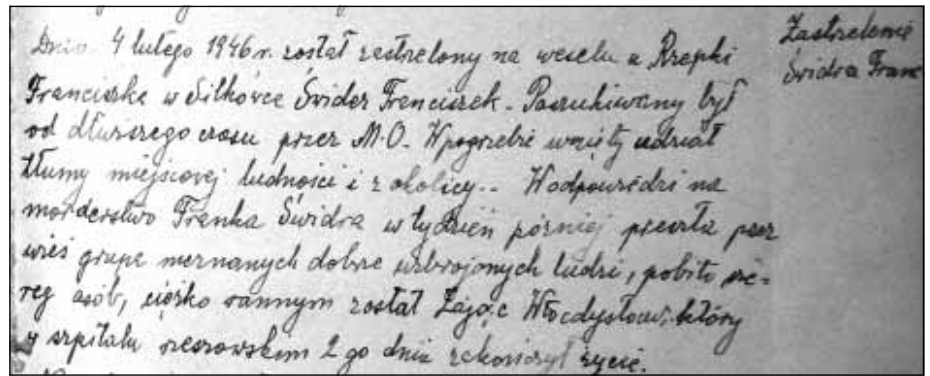 Dnia 4 lutego 1946 r. został zastrzelony na weselu u Rzepki
Franciszka w Siłkówce Świder Franciszek. Poszukiwany był
od dłuższego czasu przez M.O. W pogrzebie wzięły udział
tłumy miejscowej ludności i z okolicy.. W odpowiedzi na
morderstwo Franka Świdra w tydzień później przeszła przez
wieś grupa nieznanych dobrze uzbrojonych ludzi, pobito sze-
reg osób, ciężko rannym został Zając Władysław, który
w szpitalu rzeszowskim 2 go dnia zakończył życie.
Zastrzelenie
Świdra Franc